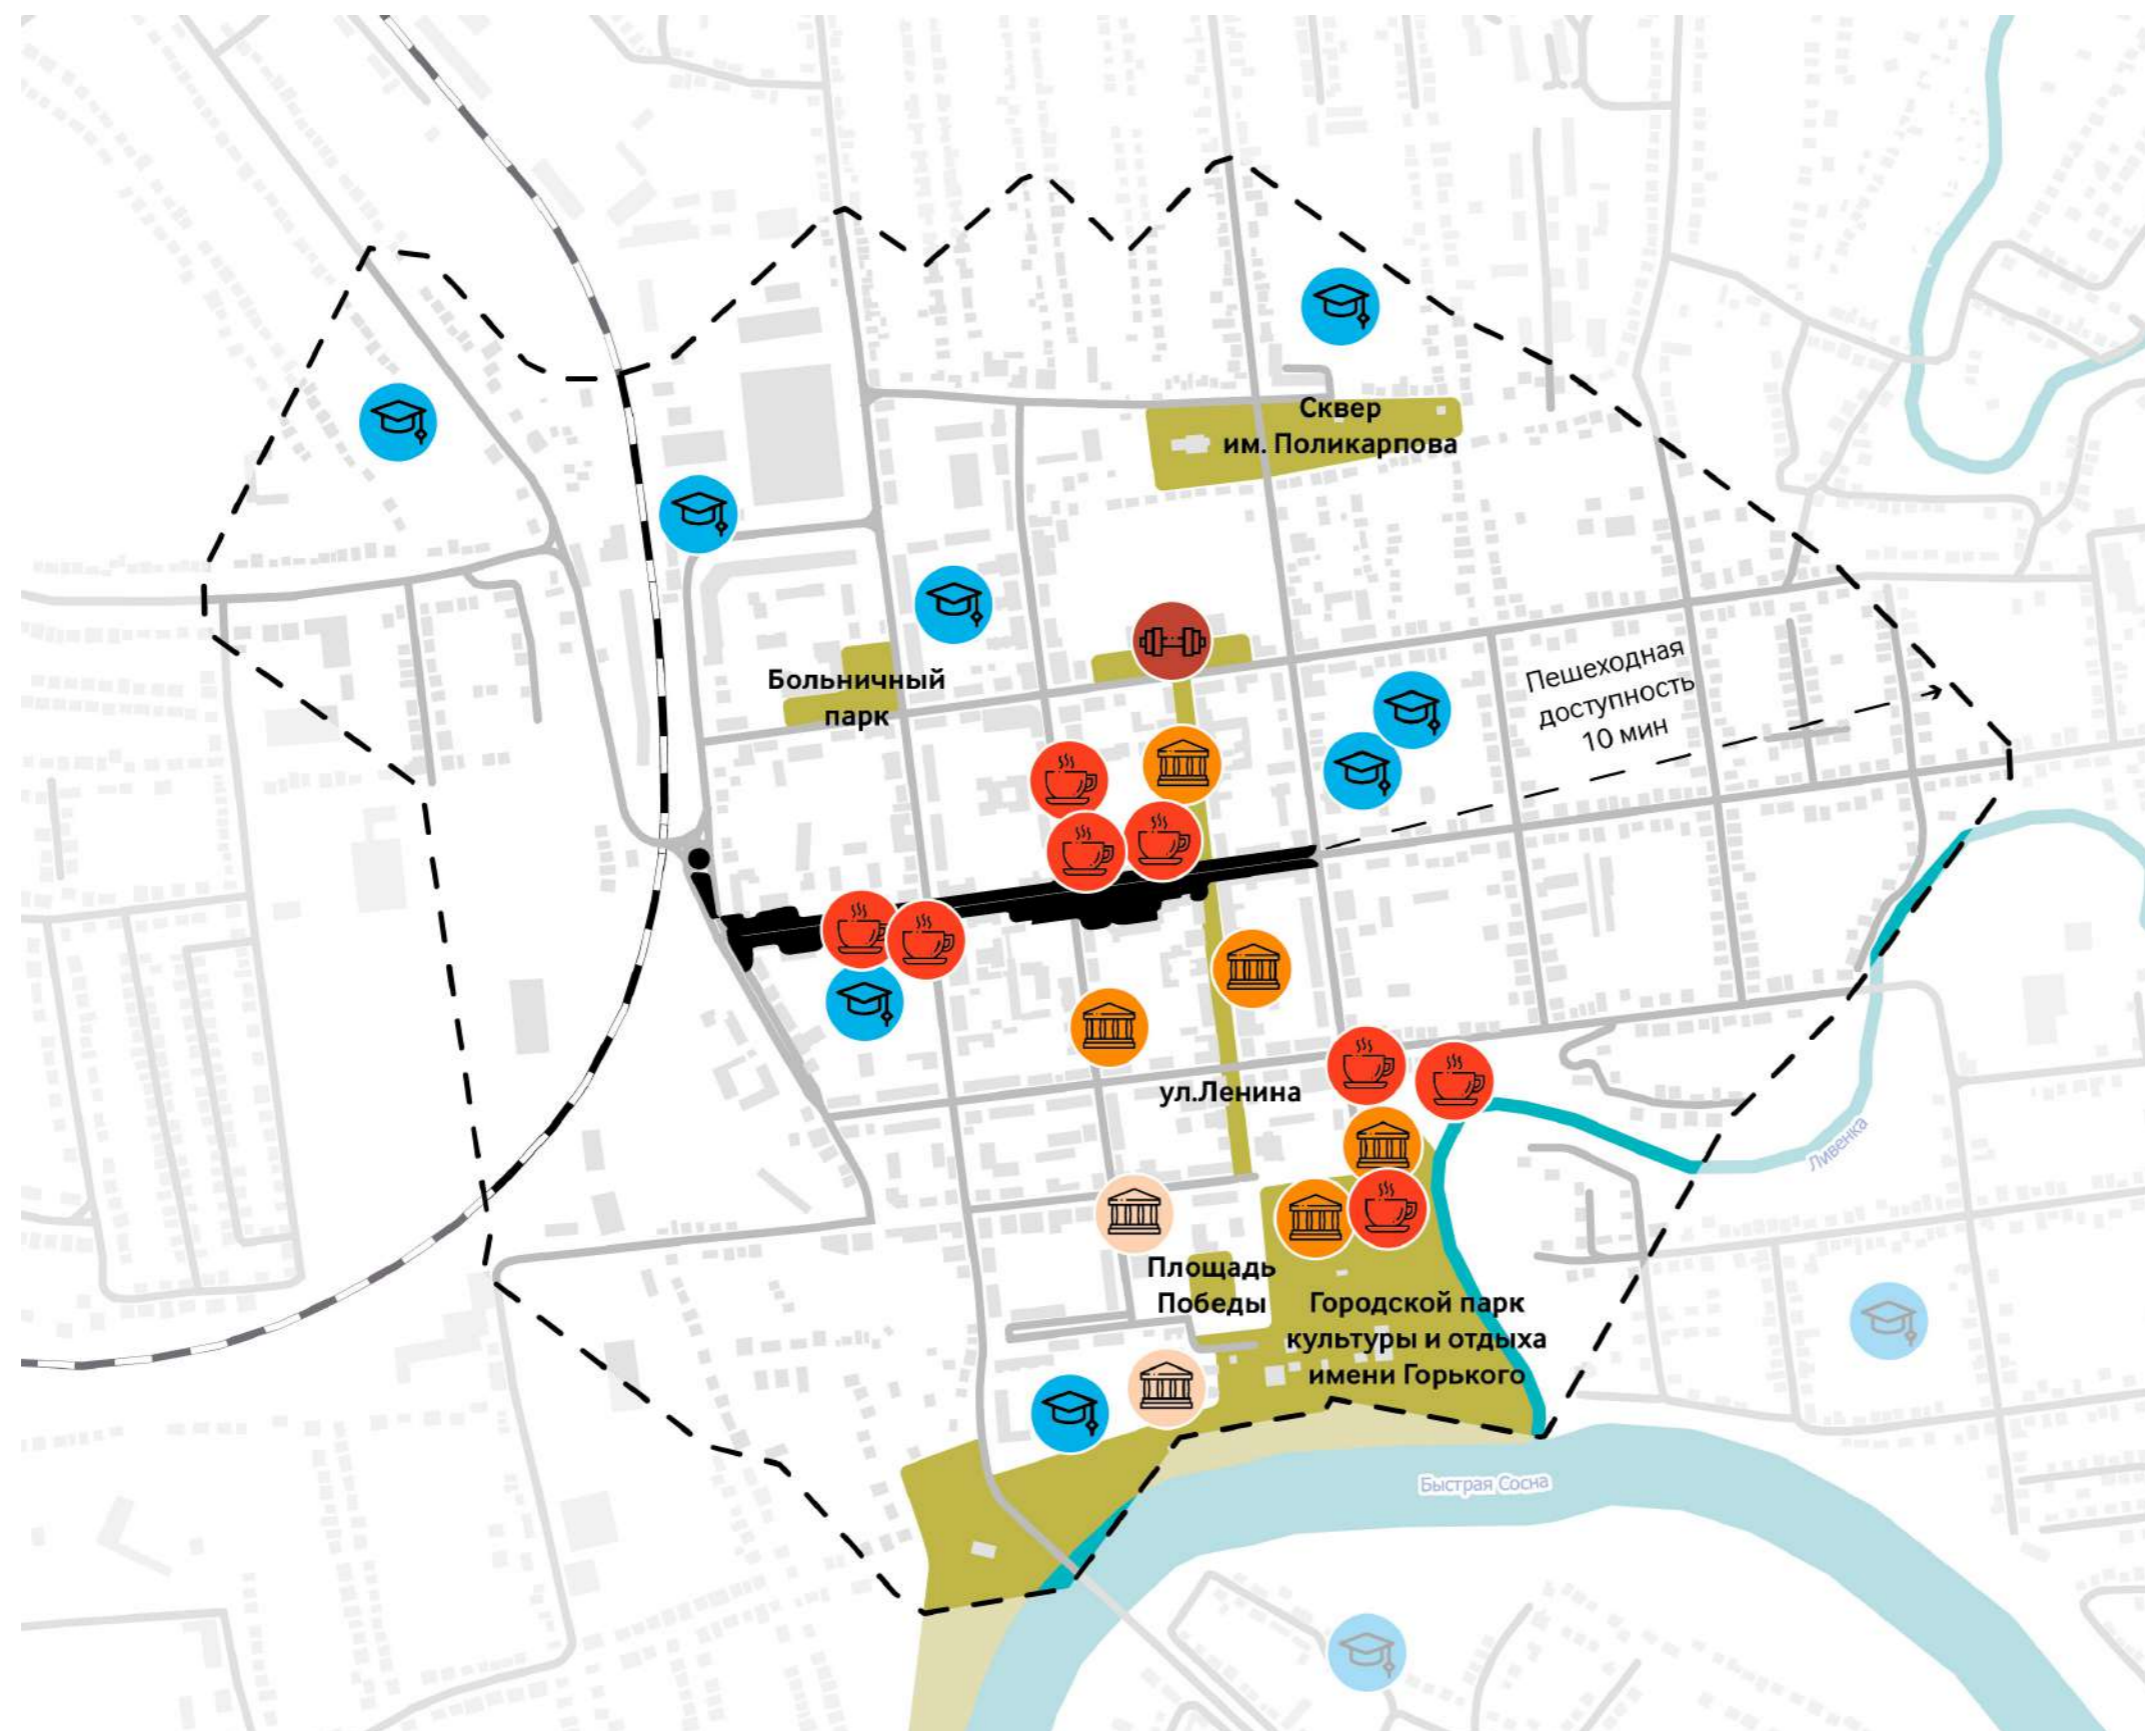 Сквер
им. Поликарпова
Пешеходная
доступность
10 мин
Больничный
парк
ул.Ленина
Ливенка
Площадь
Победы
Городской парк
культуры и отдыха
имени Горького
Быстрая Сосна